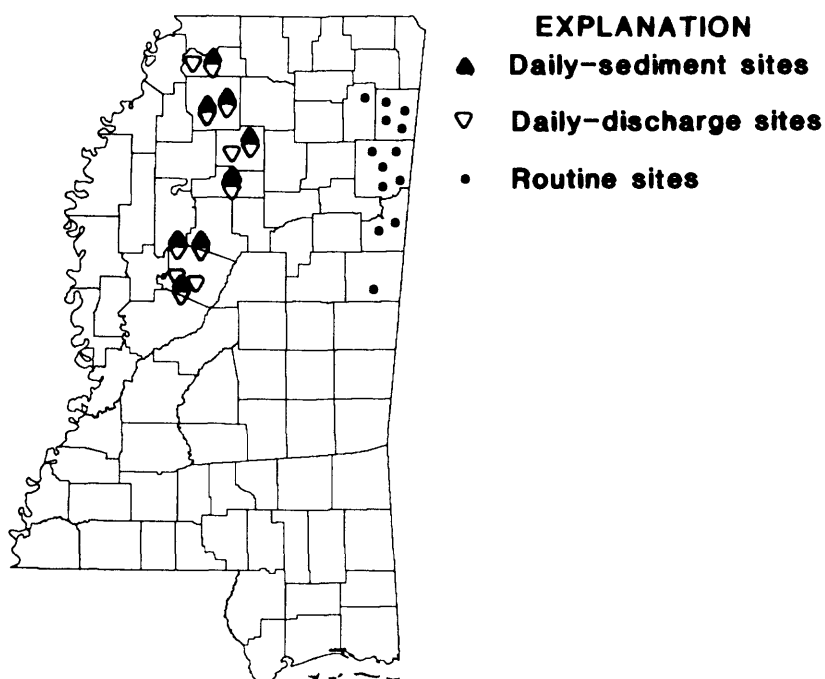 EXPLANATION
Daily-sediment sites
Daily-discharge sites
Routine sites